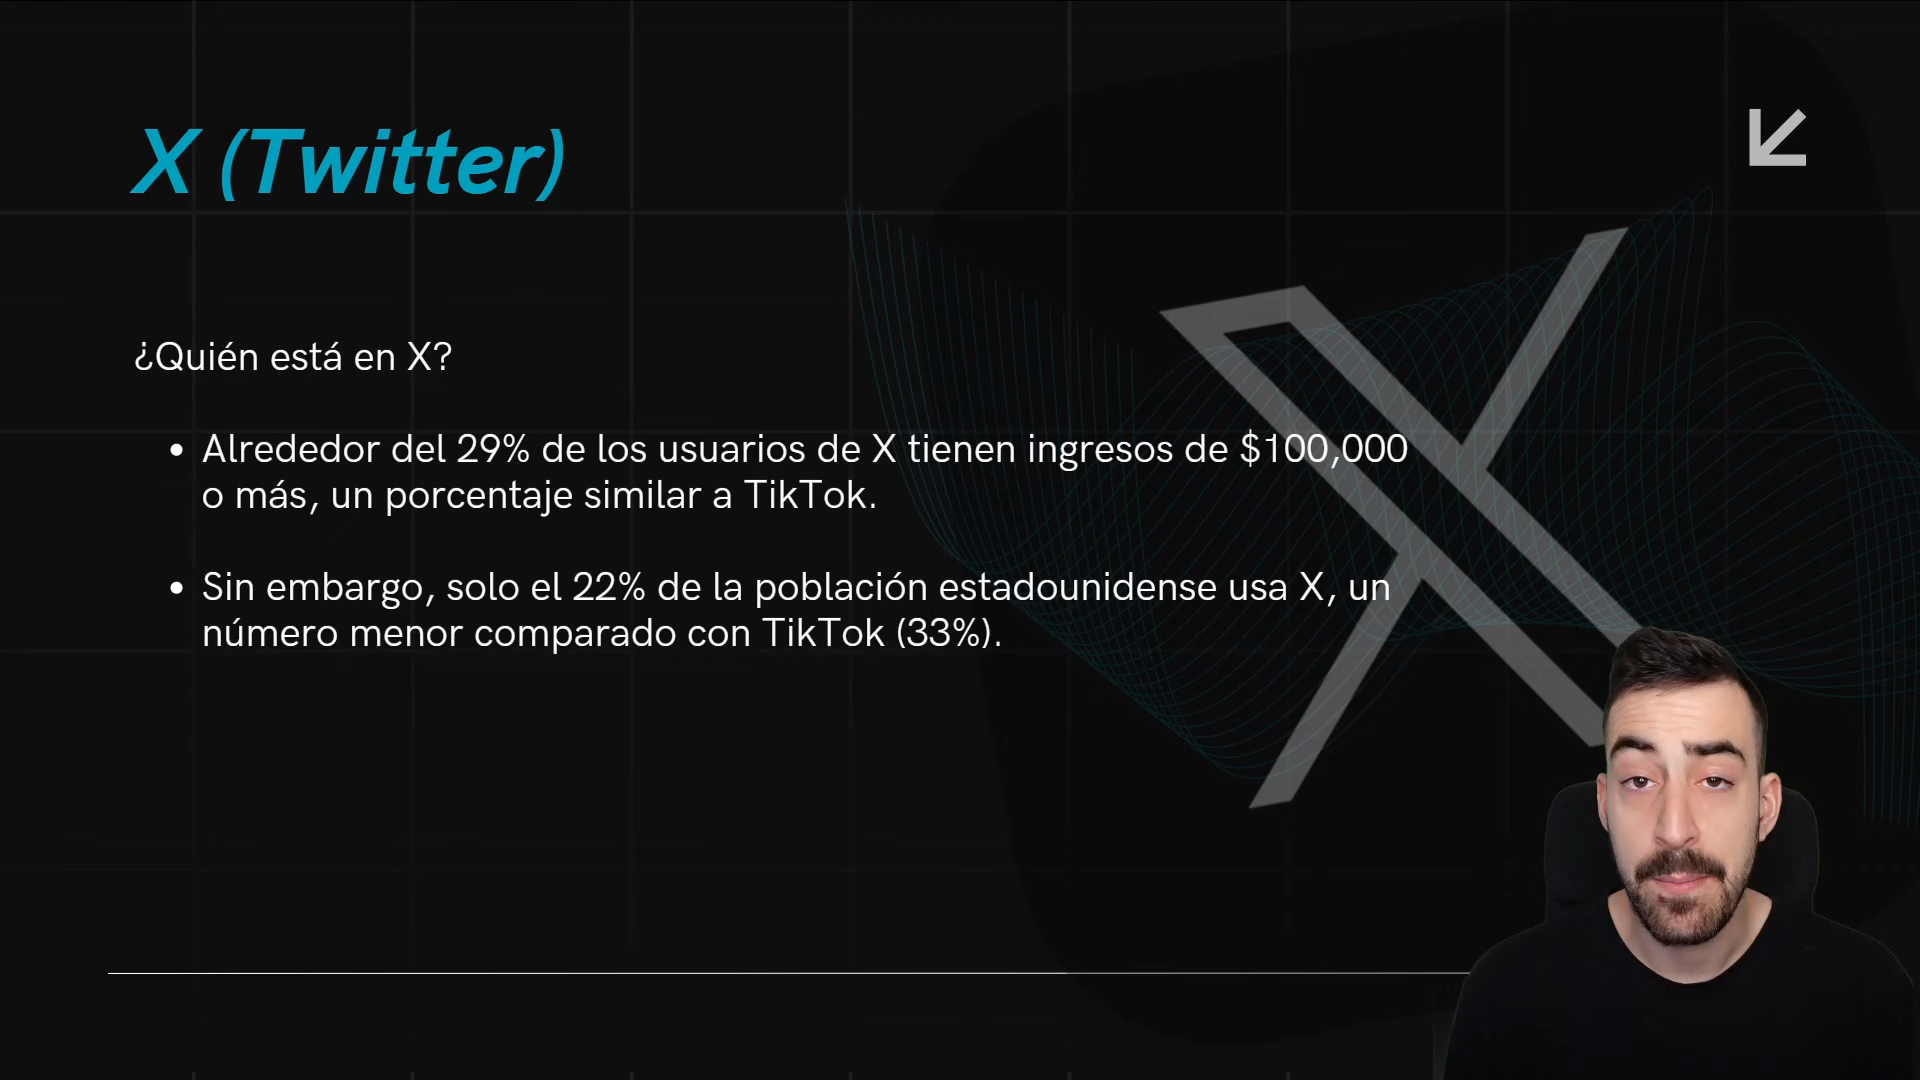 X (Twitter)
¿Quién está en X?
• Alrededor del 29% de los usuarios de X tienen ingresos de $100,000
o más, un porcentaje similar a TikTok.
• Sin embargo, solo el 22% de la población estadounidense usa X, un
número menor comparado con TikTok (33%).